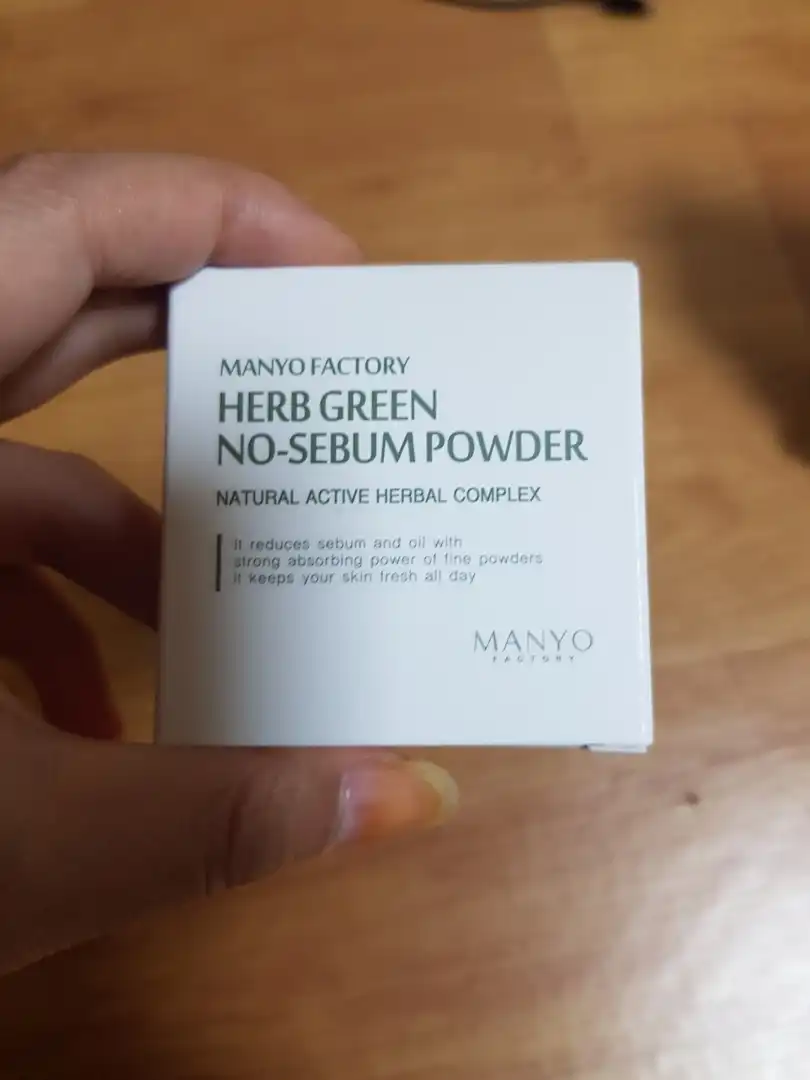 MANYO FACTORY
HERB GREEN
NO-SEBUM POWDER
NATURAL ACTIVE HERBAL COMPLEX
It reduces sebum and oil with
strong absorbing power of fine powders
it keeps your skin fresh all day
MANYO
FACTORY